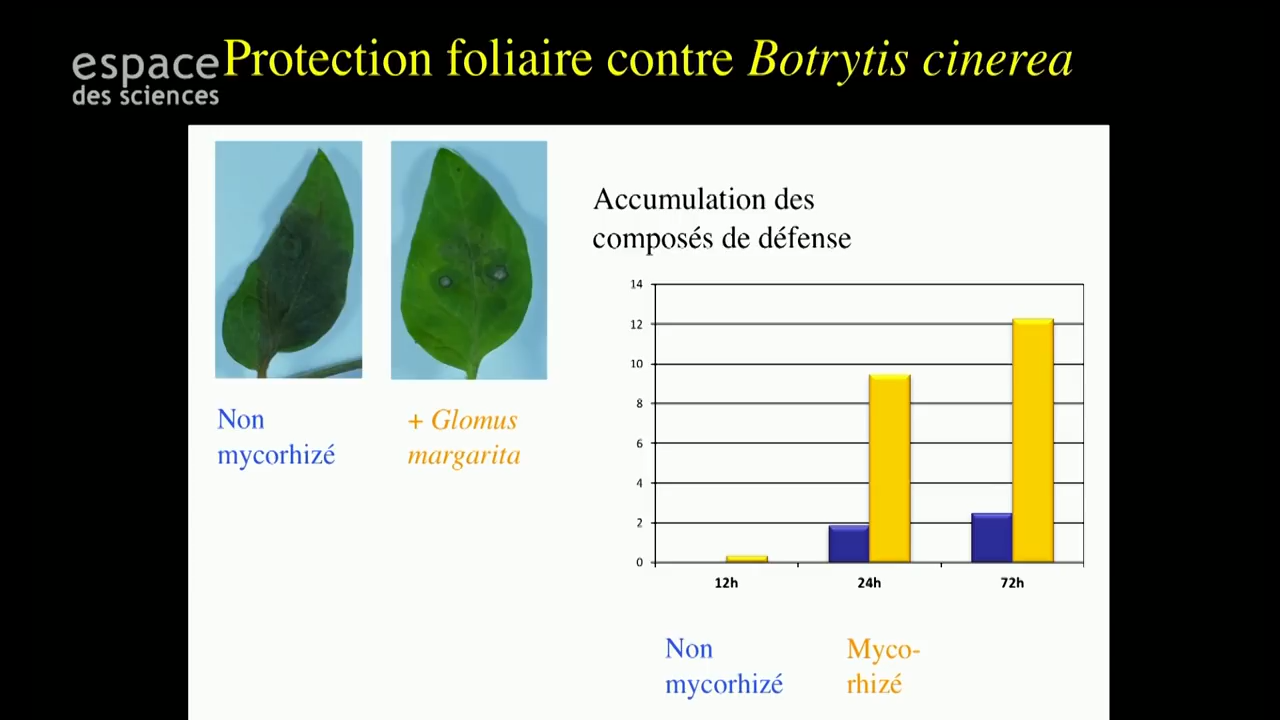 espace
des sciences
Protection foliaire contre Botrytis cinerea
Accumulation des
composés de défense
Non
mycorhizé
+ Glomus
margarita
14
12
10
8
6
4
2
0
12h
24h
72h
Non
mycorhizé
Myco-
rhizé